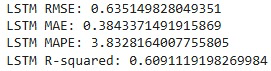 LSTM RMSE: 0.635149828049351
LSTM MAE: 0.3843371491915869
LSTM MAPE: 3.8328164007755805
LSTM R-squared: 0.6091119198269984